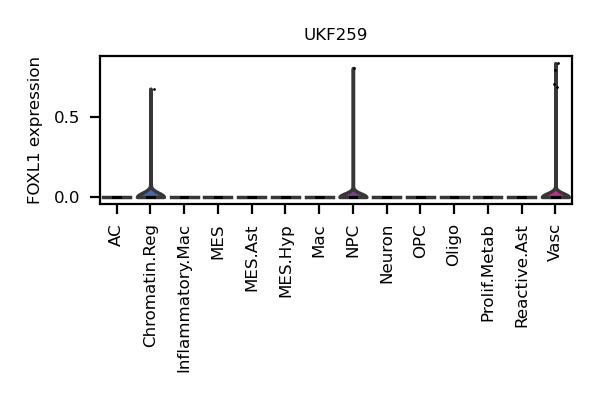 UKF259
FOXL1 expression
0.5
0.0
AC
Chromatin.Reg
Inflammatory.Mac
MES
MES.Ast
MES.Hyp
Mac
NPC
Neuron
OPC
Oligo
Prolif.Metab
Reactive.Ast
Vasc